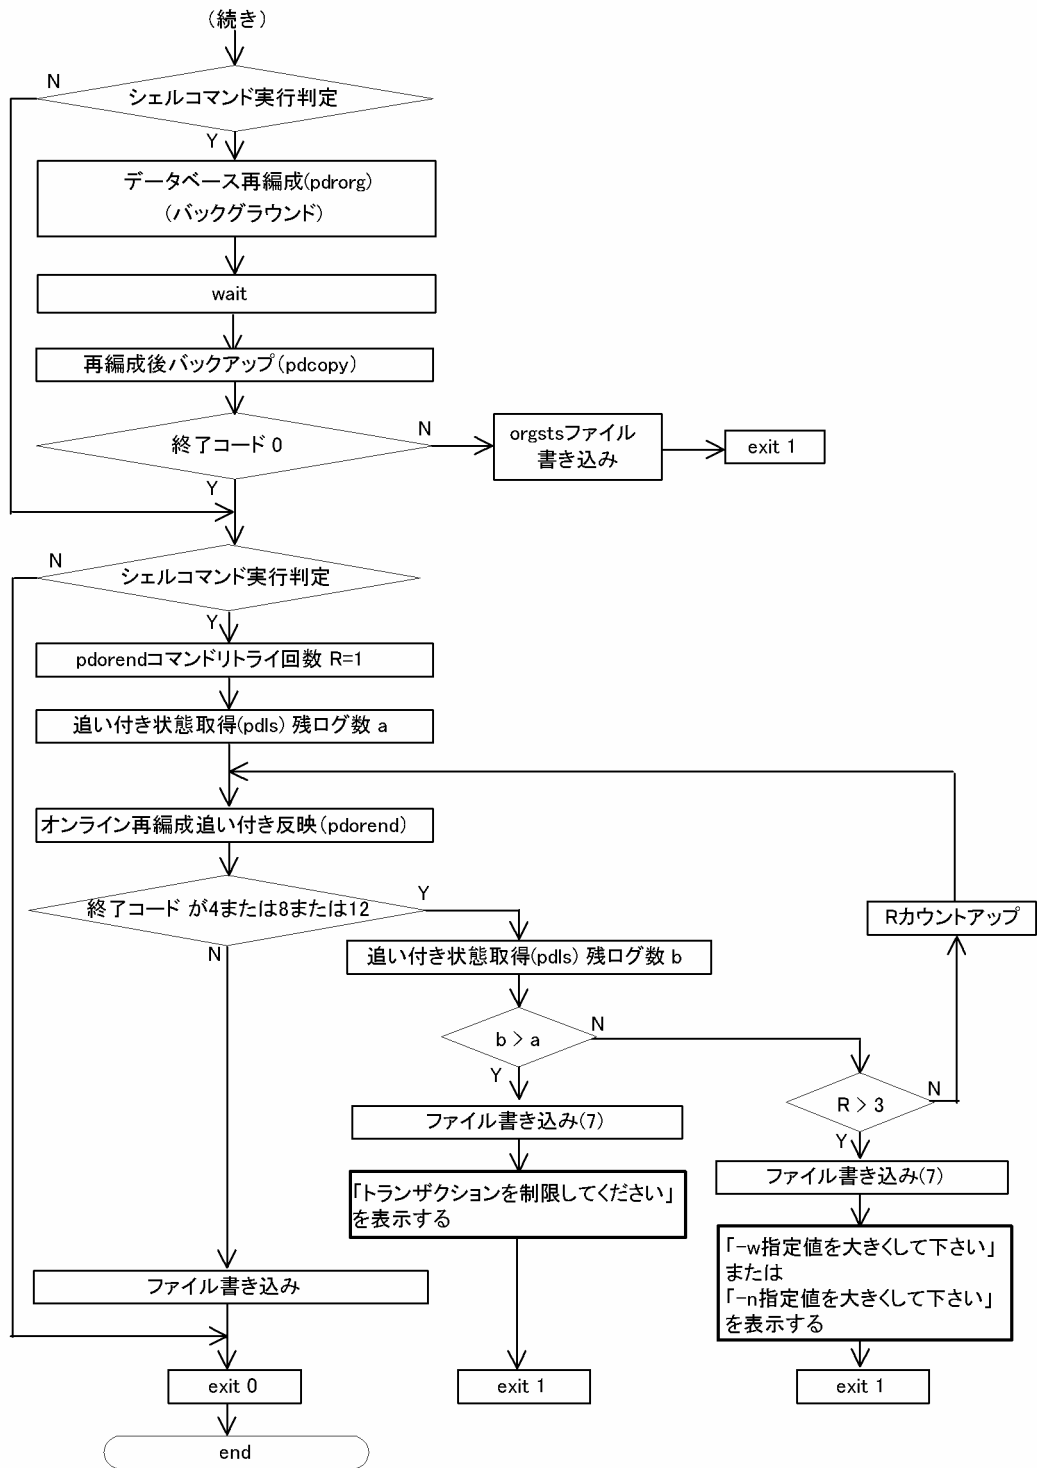 (続き)
N
シェルコマンド実行判定
Y
データベース再編成(pdrorg)
(バックグラウンド)
wait
再編成後バックアップ(pdcopy)
終了コード 0
N
orgstsファイル
書き込み
exit 1
Y
N
シェルコマンド実行判定
Y
pdorendコマンドリトライ回数 R=1
追い付き状態取得(pdls) 残ログ数 a
オンライン再編成追い付き反映(pdorend)
終了コード が4または8または12
Y
Rカウントアップ
N
追い付き状態取得(pdls) 残ログ数 b
b > a
N
Y
R > 3
N
Y
ファイル書き込み(7)
ファイル書き込み(7)
「トランザクションを制限してください」
を表示する
「-w指定値を大きくして下さい」
または
「-n指定値を大きくして下さい」
を表示する
ファイル書き込み
exit 0
exit 1
exit 1
end